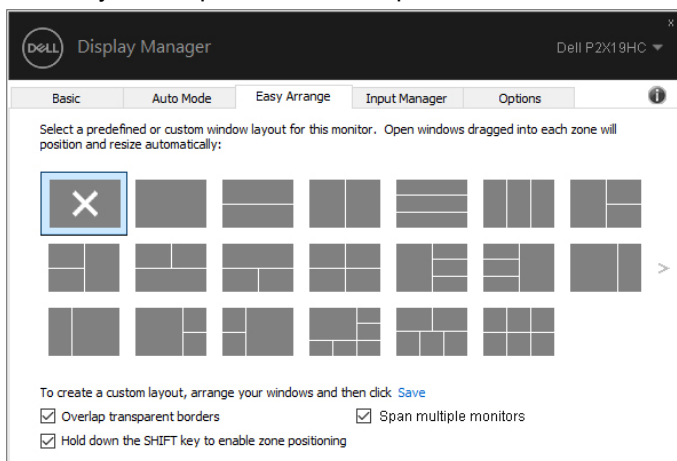 x
DELL Display Manager Dell P2X19HC
Basic Auto Mode Easy Arrange Input Manager Options
Select a predefined or custom window layout for this monitor. Open windows dragged into each zone will
position and resize automatically:
To create a custom layout, arrange your windows and then click Save
Overlap transparent borders Span multiple monitors
Hold down the SHIFT key to enable zone positioning